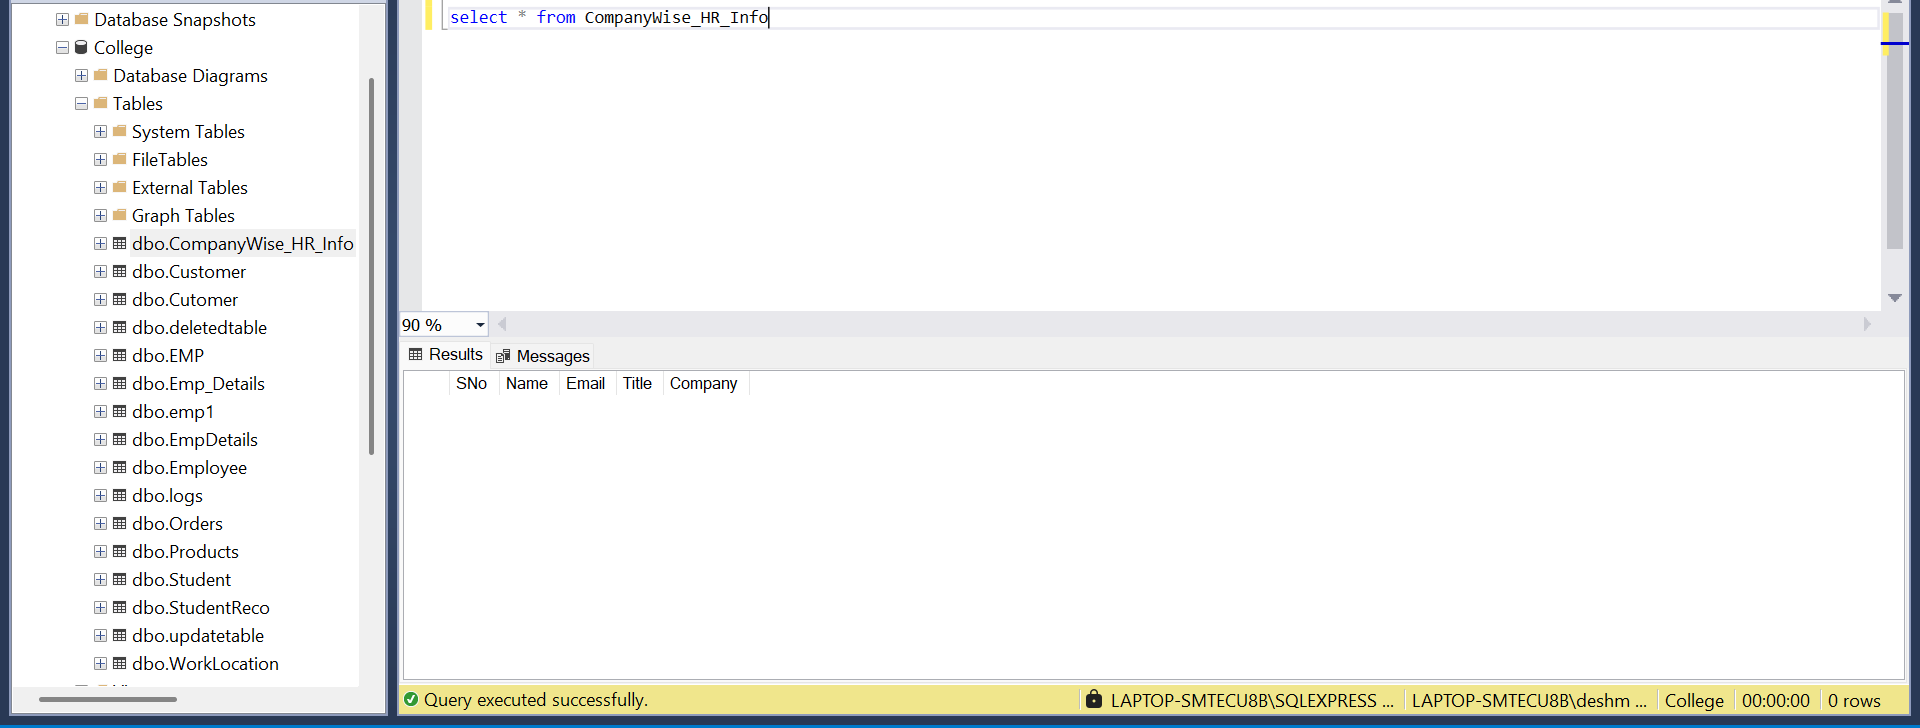 Database Snapshots
College
Database Diagrams
Tables
System Tables
FileTables
External Tables
Graph Tables
dbo.CompanyWise_HR_Info
dbo.Customer
dbo.Cutomer
dbo.deletedtable
dbo.EMP
dbo.Emp_Details
dbo.emp1
dbo.EmpDetails
dbo.Employee
dbo.logs
dbo.Orders
dbo.Products
dbo.Student
dbo.StudentReco
dbo.updatetable
dbo.WorkLocation
select * from CompanyWise_HR_Info
90 %
Results Messages
SNo Name Email Title Company
Query executed successfully. LAPTOP-SMTECU8B\SQLEXPRESS ... LAPTOP-SMTECU8B\deshm ... College 00:00:00 0 rows